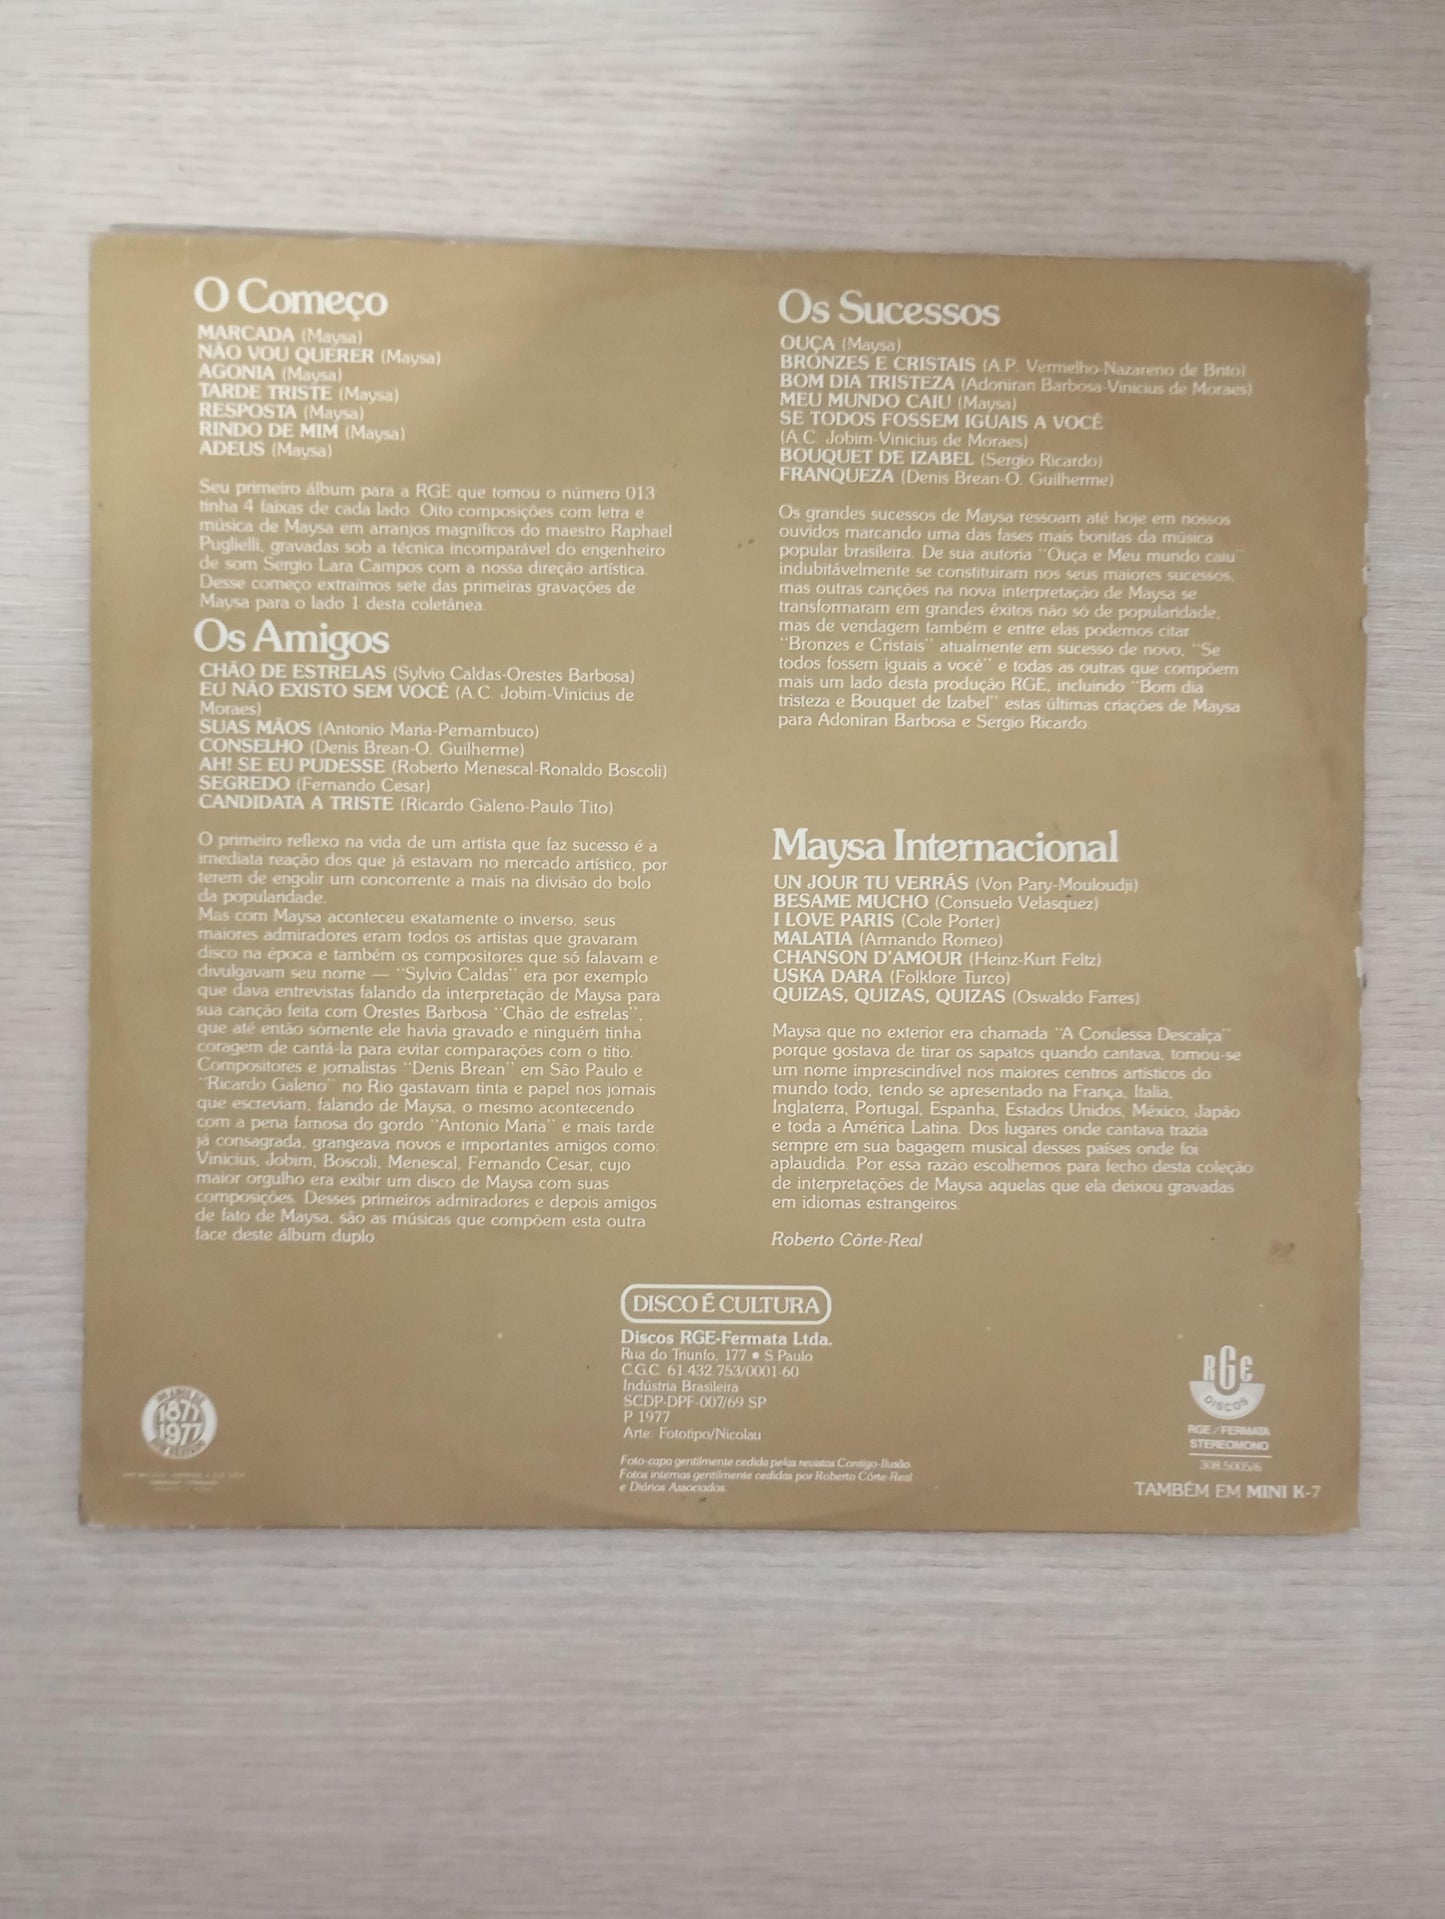 O Começo
MARCADA (Maysa)
NÃO VOU QUERER (Maysa)
AGONIA (Maysa)
TARDE TRISTE (Maysa)
RESPOSTA (Maysa)
RINDO DE MIM (Maysa)
ADEUS (Maysa)
Seu primeiro álbum para a RGE que tomou o número 013
tinha 4 faixas de cada lado. Oito composições com letra e
música de Maysa em arranjos magníficos do maestro Raphael
Puglielli, gravadas sob a técnica incomparável do engenheiro
de som Sergio Lara Campos com a nossa direção artística.
Desse começo extraímos sete das primeiras gravações de
Maysa para o lado 1 desta coletânea.
Os Amigos
CHÃO DE ESTRELAS (Sylvio Caldas-Orestes Barbosa)
EU NÃO EXISTO SEM VOCÊ (A.C. Jobim-Vinicius de
Moraes)
SUAS MÃOS (Antonio Maria-Pernambuco)
CONSELHO (Denis Brean-O. Guilherme)
AH! SE EU PUDESSE (Roberto Menescal-Ronaldo Boscoli)
SEGREDO (Fernando Cesar)
CANDIDATA A TRISTE (Ricardo Galeno-Paulo Tito)
O primeiro reflexo na vida de um artista que faz sucesso é a
imediata reação dos que já estavam no mercado artístico, por
terem de engolir um concorrente a mais na divisão do bolo
da popularidade.
Mas com Maysa aconteceu exatamente o inverso, seus
maiores admiradores eram todos os artistas que gravaram
disco na época e também os compositores que só falavam e
divulgavam seu nome — "Sylvio Caldas" era por exemplo
que dava entrevistas falando da interpretação de Maysa para
sua canção feita com Orestes Barbosa "Chão de estrelas",
que até então sòmente ele havia gravado e ninguém tinha
coragem de cantá-la para evitar comparações com o titio.
Compositores e jornalistas "Denis Brean" em São Paulo e
"Ricardo Galeno" no Rio gastavam tinta e papel nos jornais
que escreviam, falando de Maysa, o mesmo acontecendo
com a pena famosa do gordo "Antonio Maria" e mais tarde
já consagrada, grangeava novos e importantes amigos como:
Vinicius, Jobim, Boscoli, Menescal, Fernando Cesar, cujo
maior orgulho era exibir um disco de Maysa com suas
composições. Desses primeiros admiradores e depois amigos
de fato de Maysa, são as músicas que compõem esta outra
face deste álbum duplo.
Os Sucessos
OUÇA (Maysa)
BRONZES E CRISTAIS (A.P. Vermelho-Nazareno de Brito)
BOM DIA TRISTEZA (Adoniran Barbosa-Vinicius de Moraes)
MEU MUNDO CAIU (Maysa)
SE TODOS FOSSEM IGUAIS A VOCÊ
(A.C. Jobim-Vinicius de Moraes)
BOUQUET DE IZABEL (Sergio Ricardo)
FRANQUEZA (Denis Brean-O. Guilherme)
Os grandes sucessos de Maysa ressoam até hoje em nossos
ouvidos marcando uma das fases mais bonitas da música
popular brasileira. De sua autoria "Ouça e Meu mundo caiu"
indubitávelmente se constituiram nos seus maiores sucessos,
mas outras canções na nova interpretação de Maysa se
transformaram em grandes êxitos não só de popularidade,
mas de vendagem também e entre elas podemos citar
"Bronzes e Cristais" atualmente em sucesso de novo, "Se
todos fossem iguais a você" e todas as outras que compõem
mais um lado desta produção RGE, incluindo "Bom dia
tristeza e Bouquet de Izabel" estas últimas criações de Maysa
para Adoniran Barbosa e Sergio Ricardo.
Maysa Internacional
UN JOUR TU VERRÁS (Von Pary-Mouloudji)
BESAME MUCHO (Consuelo Velasquez)
I LOVE PARIS (Cole Porter)
MALATIA (Armando Romeo)
CHANSON D'AMOUR (Heinz-Kurt Feltz)
USKA DARA (Folklore Turco)
QUIZAS, QUIZAS, QUIZAS (Oswaldo Farres)
Maysa que no exterior era chamada "A Condessa Descalça"
porque gostava de tirar os sapatos quando cantava, tornou-se
um nome imprescindível nos maiores centros artísticos do
mundo todo, tendo se apresentado na França, Italia,
Inglaterra, Portugal, Espanha, Estados Unidos, México, Japão
e toda a América Latina. Dos lugares onde cantava trazia
sempre em sua bagagem musical desses países onde foi
aplaudida. Por essa razão escolhemos para fecho desta coleção
de interpretações de Maysa aquelas que ela deixou gravadas
em idiomas estrangeiros.
Roberto Côrte-Real
DISCO É CULTURA
Discos RGE-Fermata Ltda.
Rua do Triunfo, 177 • S.Paulo
C.G.C. 61.432.753/0001-60
Indústria Brasileira
SCDP-DPF-007/69 SP
P 1977
Arte: Fototipo/Nicolau
Foto-capa gentilmente cedida pelas revistas Contigo-Ilusão.
Fotos internas gentilmente cedidas por Roberto Côrte-Real
e Diários Associados.
1877
1977
RGE
DISCOS
RGE/FERMATA
STEREOMONO
308.5005/6
TAMBÉM EM MINI K-7